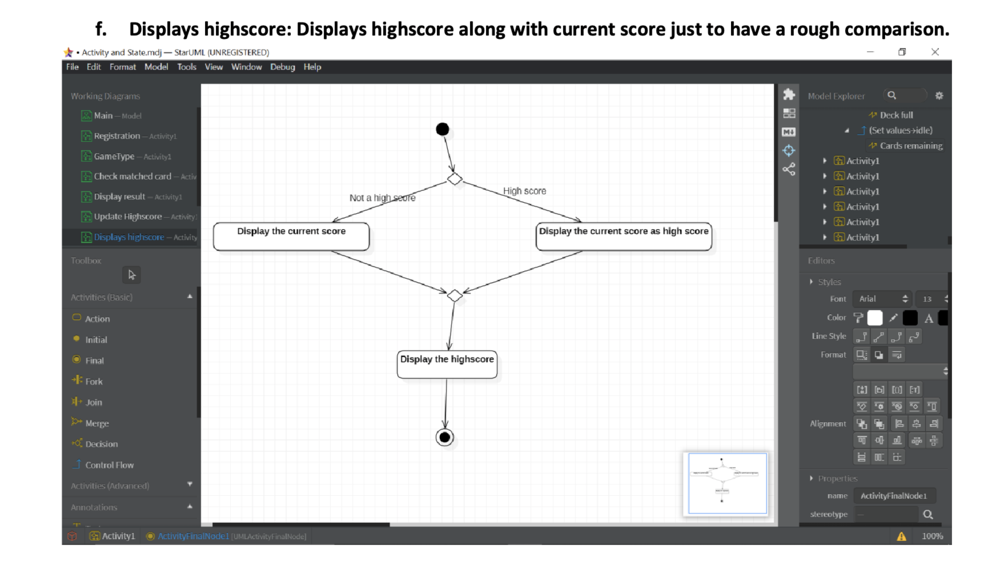 f. Displays highscore: Displays highscore along with current score just to have a rough comparison.
• Activity and State.mdj — StarUML (UNREGISTERED)
File Edit Format Model Tools View Window Debug Help
Working Diagrams
Main — Model
Registration — Activity1
GameType — Activity1
Check matched card — Activ
Display result — Activity1
Update Highscore — Activity1
Displays highscore — Activity
Toolbox
Activities (Basic)
Action
Initial
Final
Fork
Join
Merge
Decision
Control Flow
Activities (Advanced)
Annotations
Not a high score
High score
Display the current score
Display the current score as high score
Display the highscore
M↓
Model Explorer
Deck full
(Set values→idle)
Cards remaining
Activity1
Activity1
Activity1
Activity1
Activity1
Activity1
Editors
Styles
Font Arial 13
Color A
Line Style
Format
Alignment
Properties
name ActivityFinalNode1
stereotype —
Activity1 ActivityFinalNode1 [UMLActivityFinalNode]
100%